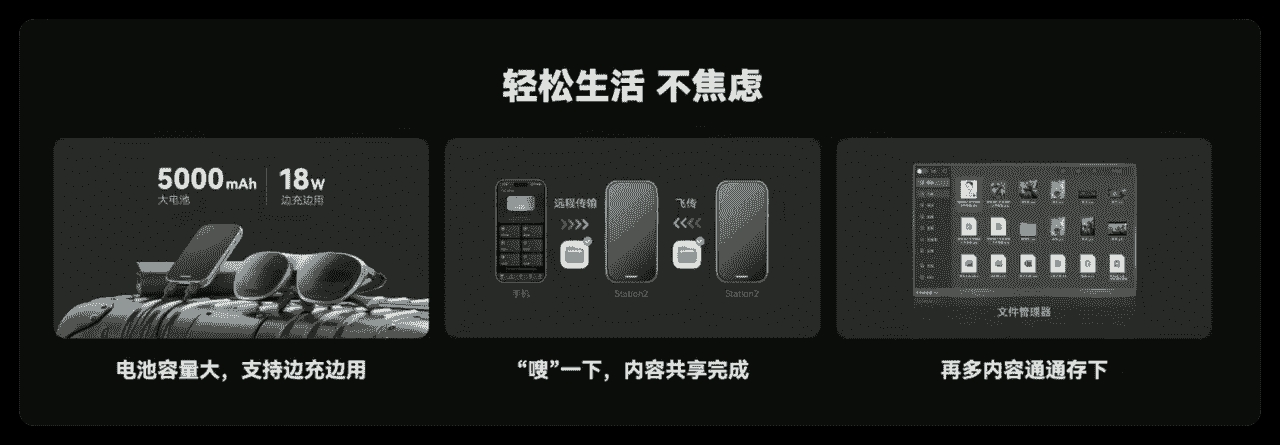 轻松生活 不焦虑
5000mAh
大电池
18W
边充边用
电池容量大，支持边充边用
远程传输
飞传
手机
Station2
Station2
“嗖”一下，内容共享完成
文件管理器
再多内容通通存下